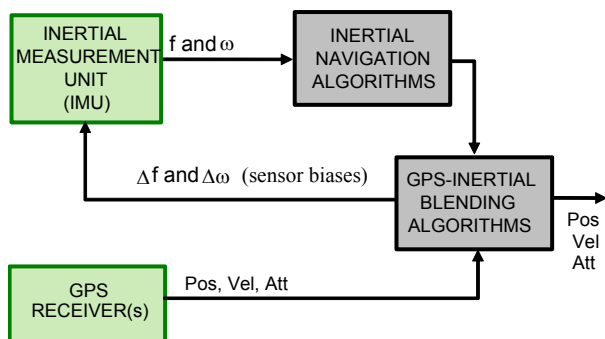 INERTIAL
MEASUREMENT
UNIT
(IMU)
f and ω
INERTIAL
NAVIGATION
ALGORITHMS
Δf and Δω (sensor biases)
GPS-INERTIAL
BLENDING
ALGORITHMS
Pos
Vel
Att
GPS
RECEIVER(s)
Pos, Vel, Att